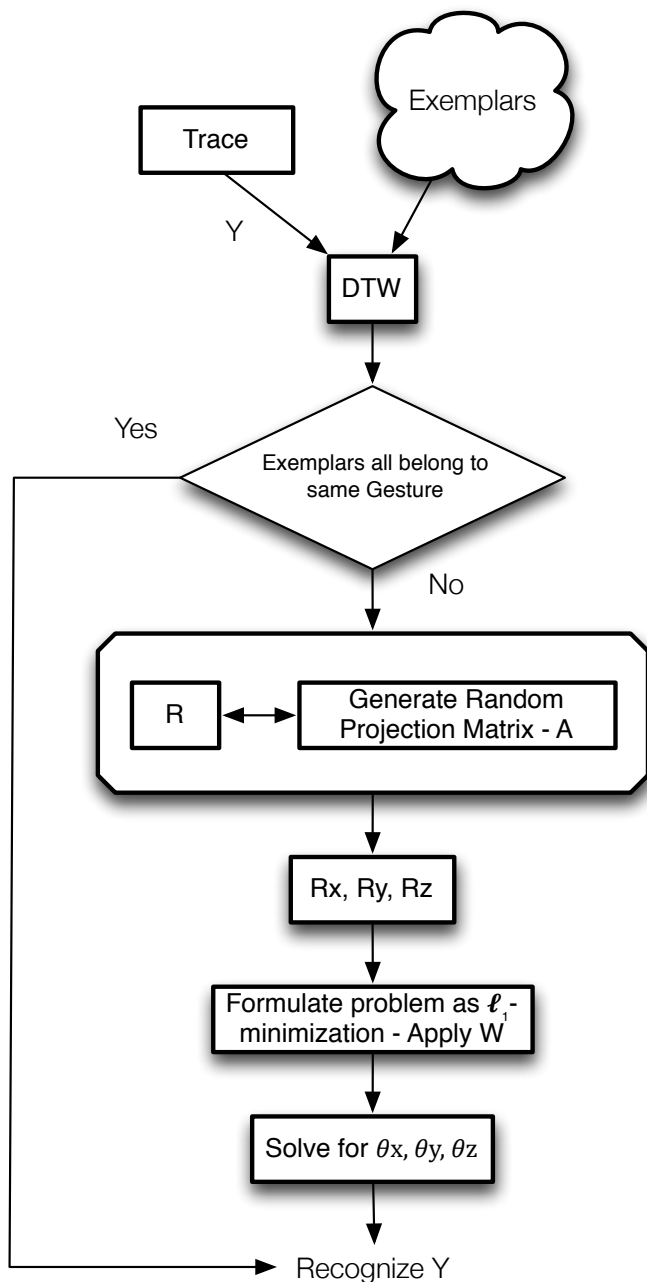 Exemplars
Trace
Y
DTW
Yes
Exemplars all belong to
same Gesture
No
R
Generate Random
Projection Matrix - A
Rx, Ry, Rz
Formulate problem as ℓ₁-
minimization - Apply W
Solve for θx, θy, θz
Recognize Y